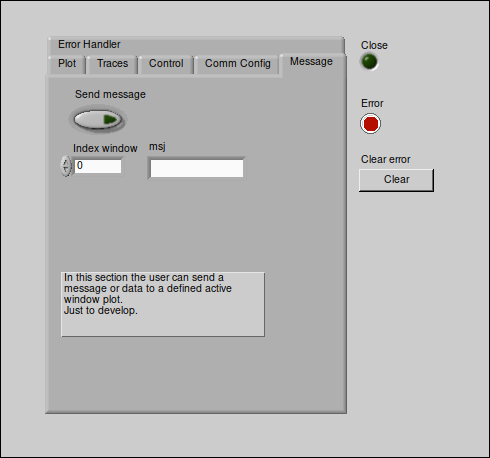 Error Handler
Plot Traces Control Comm Config Message
Close
Send message
Error
Index window msj
0
Clear error
Clear
In this section the user can send a
message or data to a defined active
window plot.
Just to develop.